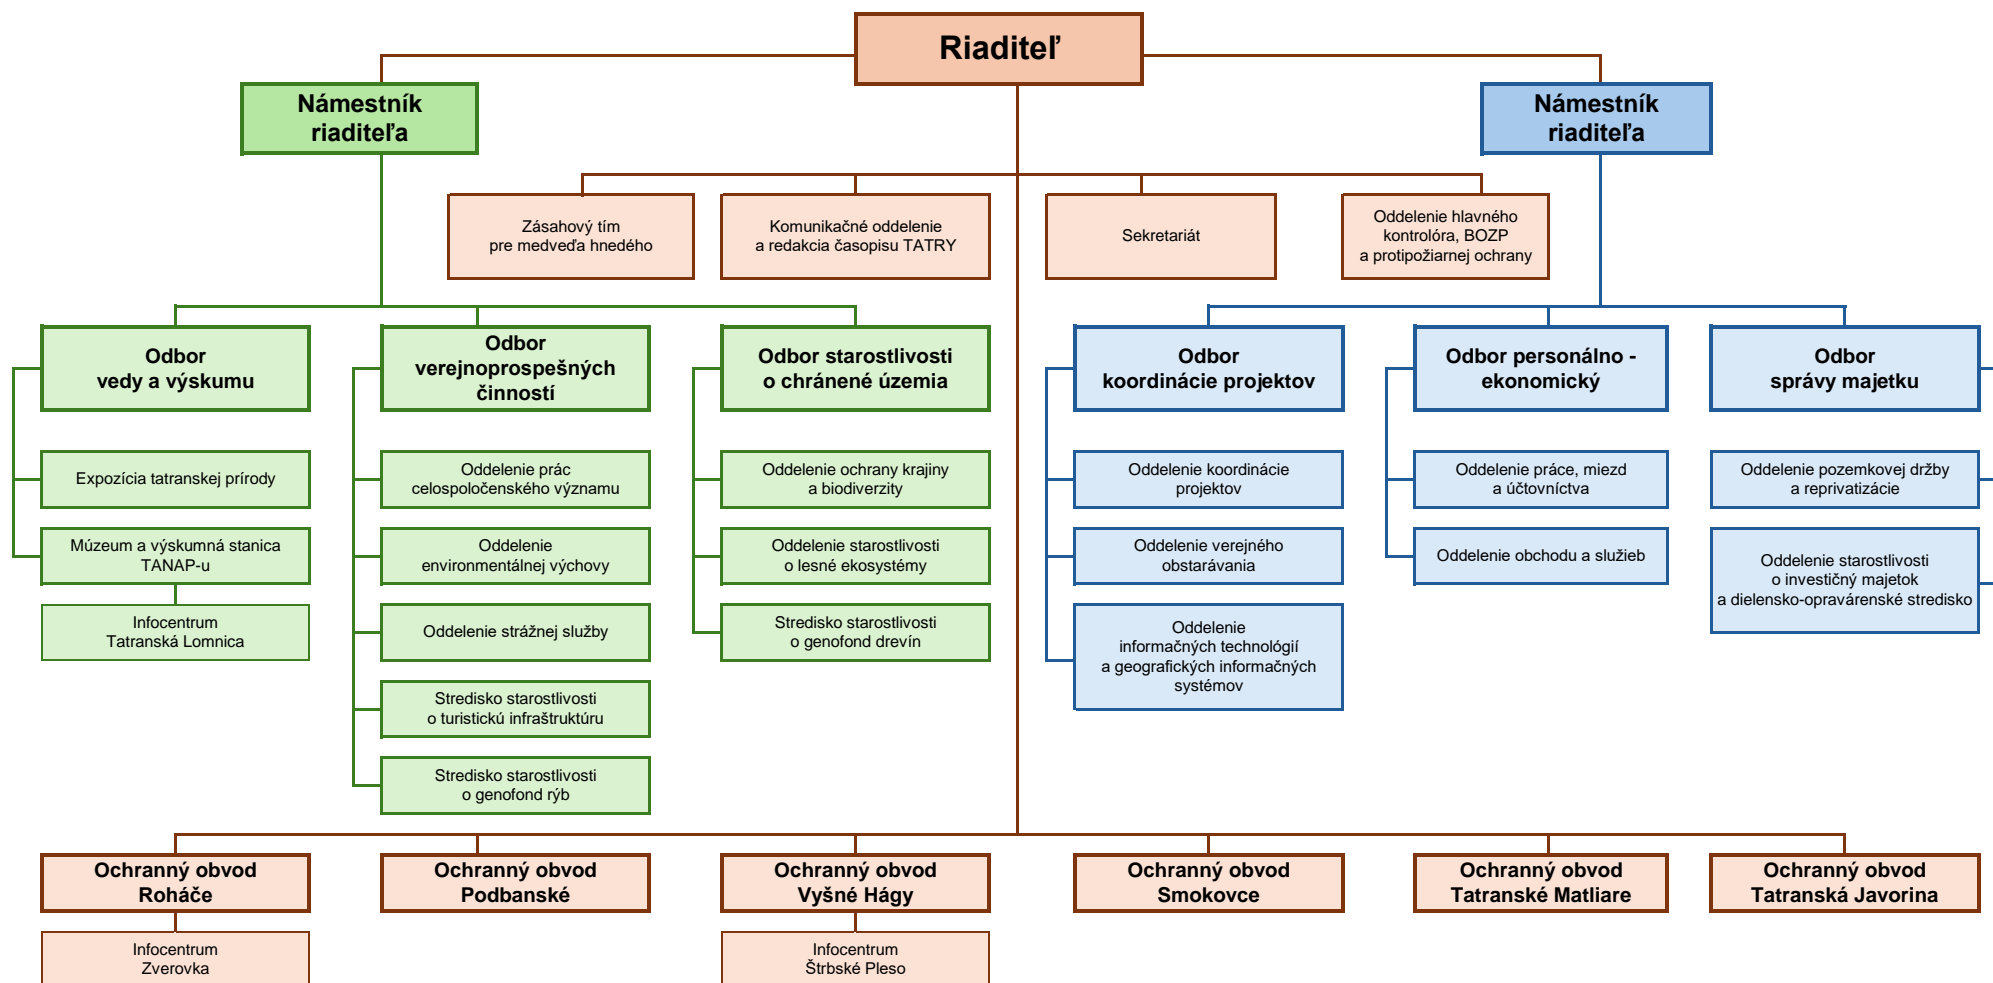 Riaditeľ
Námestník
riaditeľa
Námestník
riaditeľa
Zásahový tím
pre medveďa hnedého
Komunikačné oddelenie
a redakcia časopisu TATRY
Sekretariát
Oddelenie hlavného
kontrolóra, BOZP
a protipožiarnej ochrany
Odbor
vedy a výskumu
Odbor
verejnoprospešných
činností
Odbor starostlivosti
o chránené územia
Odbor
koordinácie projektov
Odbor personálno -
ekonomický
Odbor
správy majetku
Expozícia tatranskej prírody
Oddelenie prác
celospoločenského významu
Oddelenie ochrany krajiny
a biodiverzity
Oddelenie koordinácie
projektov
Oddelenie práce, miezd
a účtovníctva
Oddelenie pozemkovej držby
a reprivatizácie
Múzeum a výskumná stanica
TANAP-u
Oddelenie
environmentálnej výchovy
Oddelenie starostlivosti
o lesné ekosystémy
Oddelenie verejného
obstarávania
Oddelenie obchodu a služieb
Oddelenie starostlivosti
o investičný majetok
a dielensko-opravárenské stredisko
Infocentrum
Tatranská Lomnica
Oddelenie strážnej služby
Stredisko starostlivosti
o genofond drevín
Oddelenie
informačných technológií
a geografických informačných
systémov
Stredisko starostlivosti
o turistickú infraštruktúru
Stredisko starostlivosti
o genofond rýb
Ochranný obvod
Roháče
Ochranný obvod
Podbanské
Ochranný obvod
Vyšné Hágy
Ochranný obvod
Smokovce
Ochranný obvod
Tatranské Matliare
Ochranný obvod
Tatranská Javorina
Infocentrum
Zverovka
Infocentrum
Štrbské Pleso